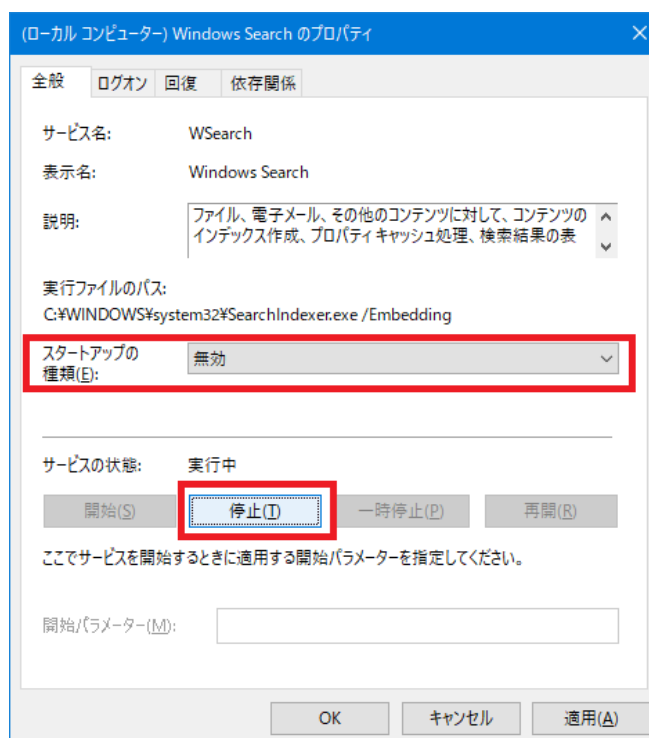 (ローカル コンピューター) Windows Search のプロパティ
全般 ログオン 回復 依存関係
サービス名: WSearch
表示名: Windows Search
説明: ファイル、電子メール、その他のコンテンツに対して、コンテンツの
インデックス作成、プロパティ キャッシュ処理、検索結果の表
実行ファイルのパス:
C:¥WINDOWS¥system32¥SearchIndexer.exe /Embedding
スタートアップの
種類(E): 無効
サービスの状態: 実行中
開始(S) 停止(T) 一時停止(P) 再開(R)
ここでサービスを開始するときに適用する開始パラメーターを指定してください。
開始パラメーター(M):
OK キャンセル 適用(A)